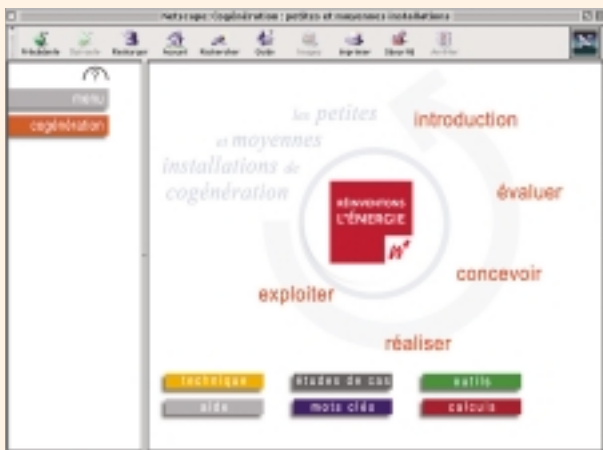 Netscape: Cogénération : petites et moyennes installations
Précédente Suivante Recharger Accueil Rechercher Guide Images Imprimer Sécurité Arrêter
menu
cogénération
les petites
et moyennes
installations de
cogénération
introduction
évaluer
concevoir
réaliser
exploiter
RÉINVENTONS
L'ÉNERGIE
technique études de cas outils
aide mots clés calculs